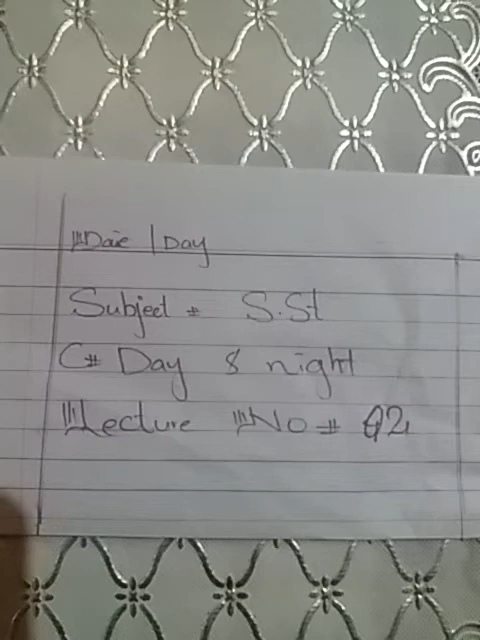 Date / Day
Subject # S.St
C# Day & night
Lecture No # 02